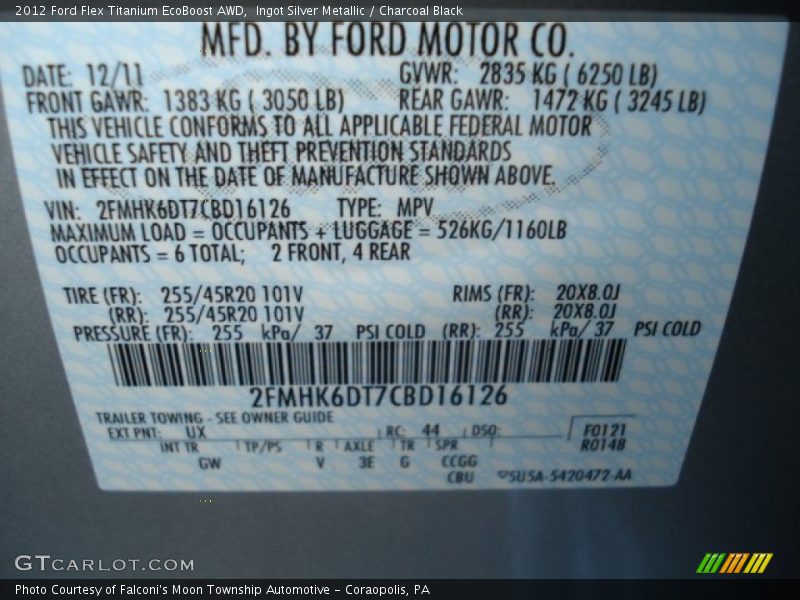 2012 Ford Flex Titanium EcoBoost AWD,  Ingot Silver Metallic / Charcoal Black
MFD. BY FORD MOTOR CO.
DATE: 12/11 GVWR: 2835 KG ( 6250 LB)
FRONT GAWR: 1383 KG ( 3050 LB) REAR GAWR: 1472 KG ( 3245 LB)
THIS VEHICLE CONFORMS TO ALL APPLICABLE FEDERAL MOTOR
VEHICLE SAFETY AND THEFT PREVENTION STANDARDS
IN EFFECT ON THE DATE OF MANUFACTURE SHOWN ABOVE.
VIN: 2FMHK6DT7CBD16126 TYPE: MPV
MAXIMUM LOAD = OCCUPANTS + LUGGAGE = 526KG/1160LB
OCCUPANTS = 6 TOTAL; 2 FRONT, 4 REAR
TIRE (FR): 255/45R20 101V RIMS (FR): 20X8.0J
(RR): 255/45R20 101V (RR): 20X8.0J
PRESSURE (FR): 255 kPa/ 37 PSI COLD (RR): 255 kPa/ 37 PSI COLD
2FMHK6DT7CBD16126
TRAILER TOWING - SEE OWNER GUIDE
EXT PNT: UX RC: 44 DSO: F0121
R0148
INT TR TP/PS R AXLE TR SPR
GW V 3E G CCGG
CBU 5U5A-5420472-AA
GTCARLOT.COM
Photo Courtesy of Falconi's Moon Township Automotive - Coraopolis, PA